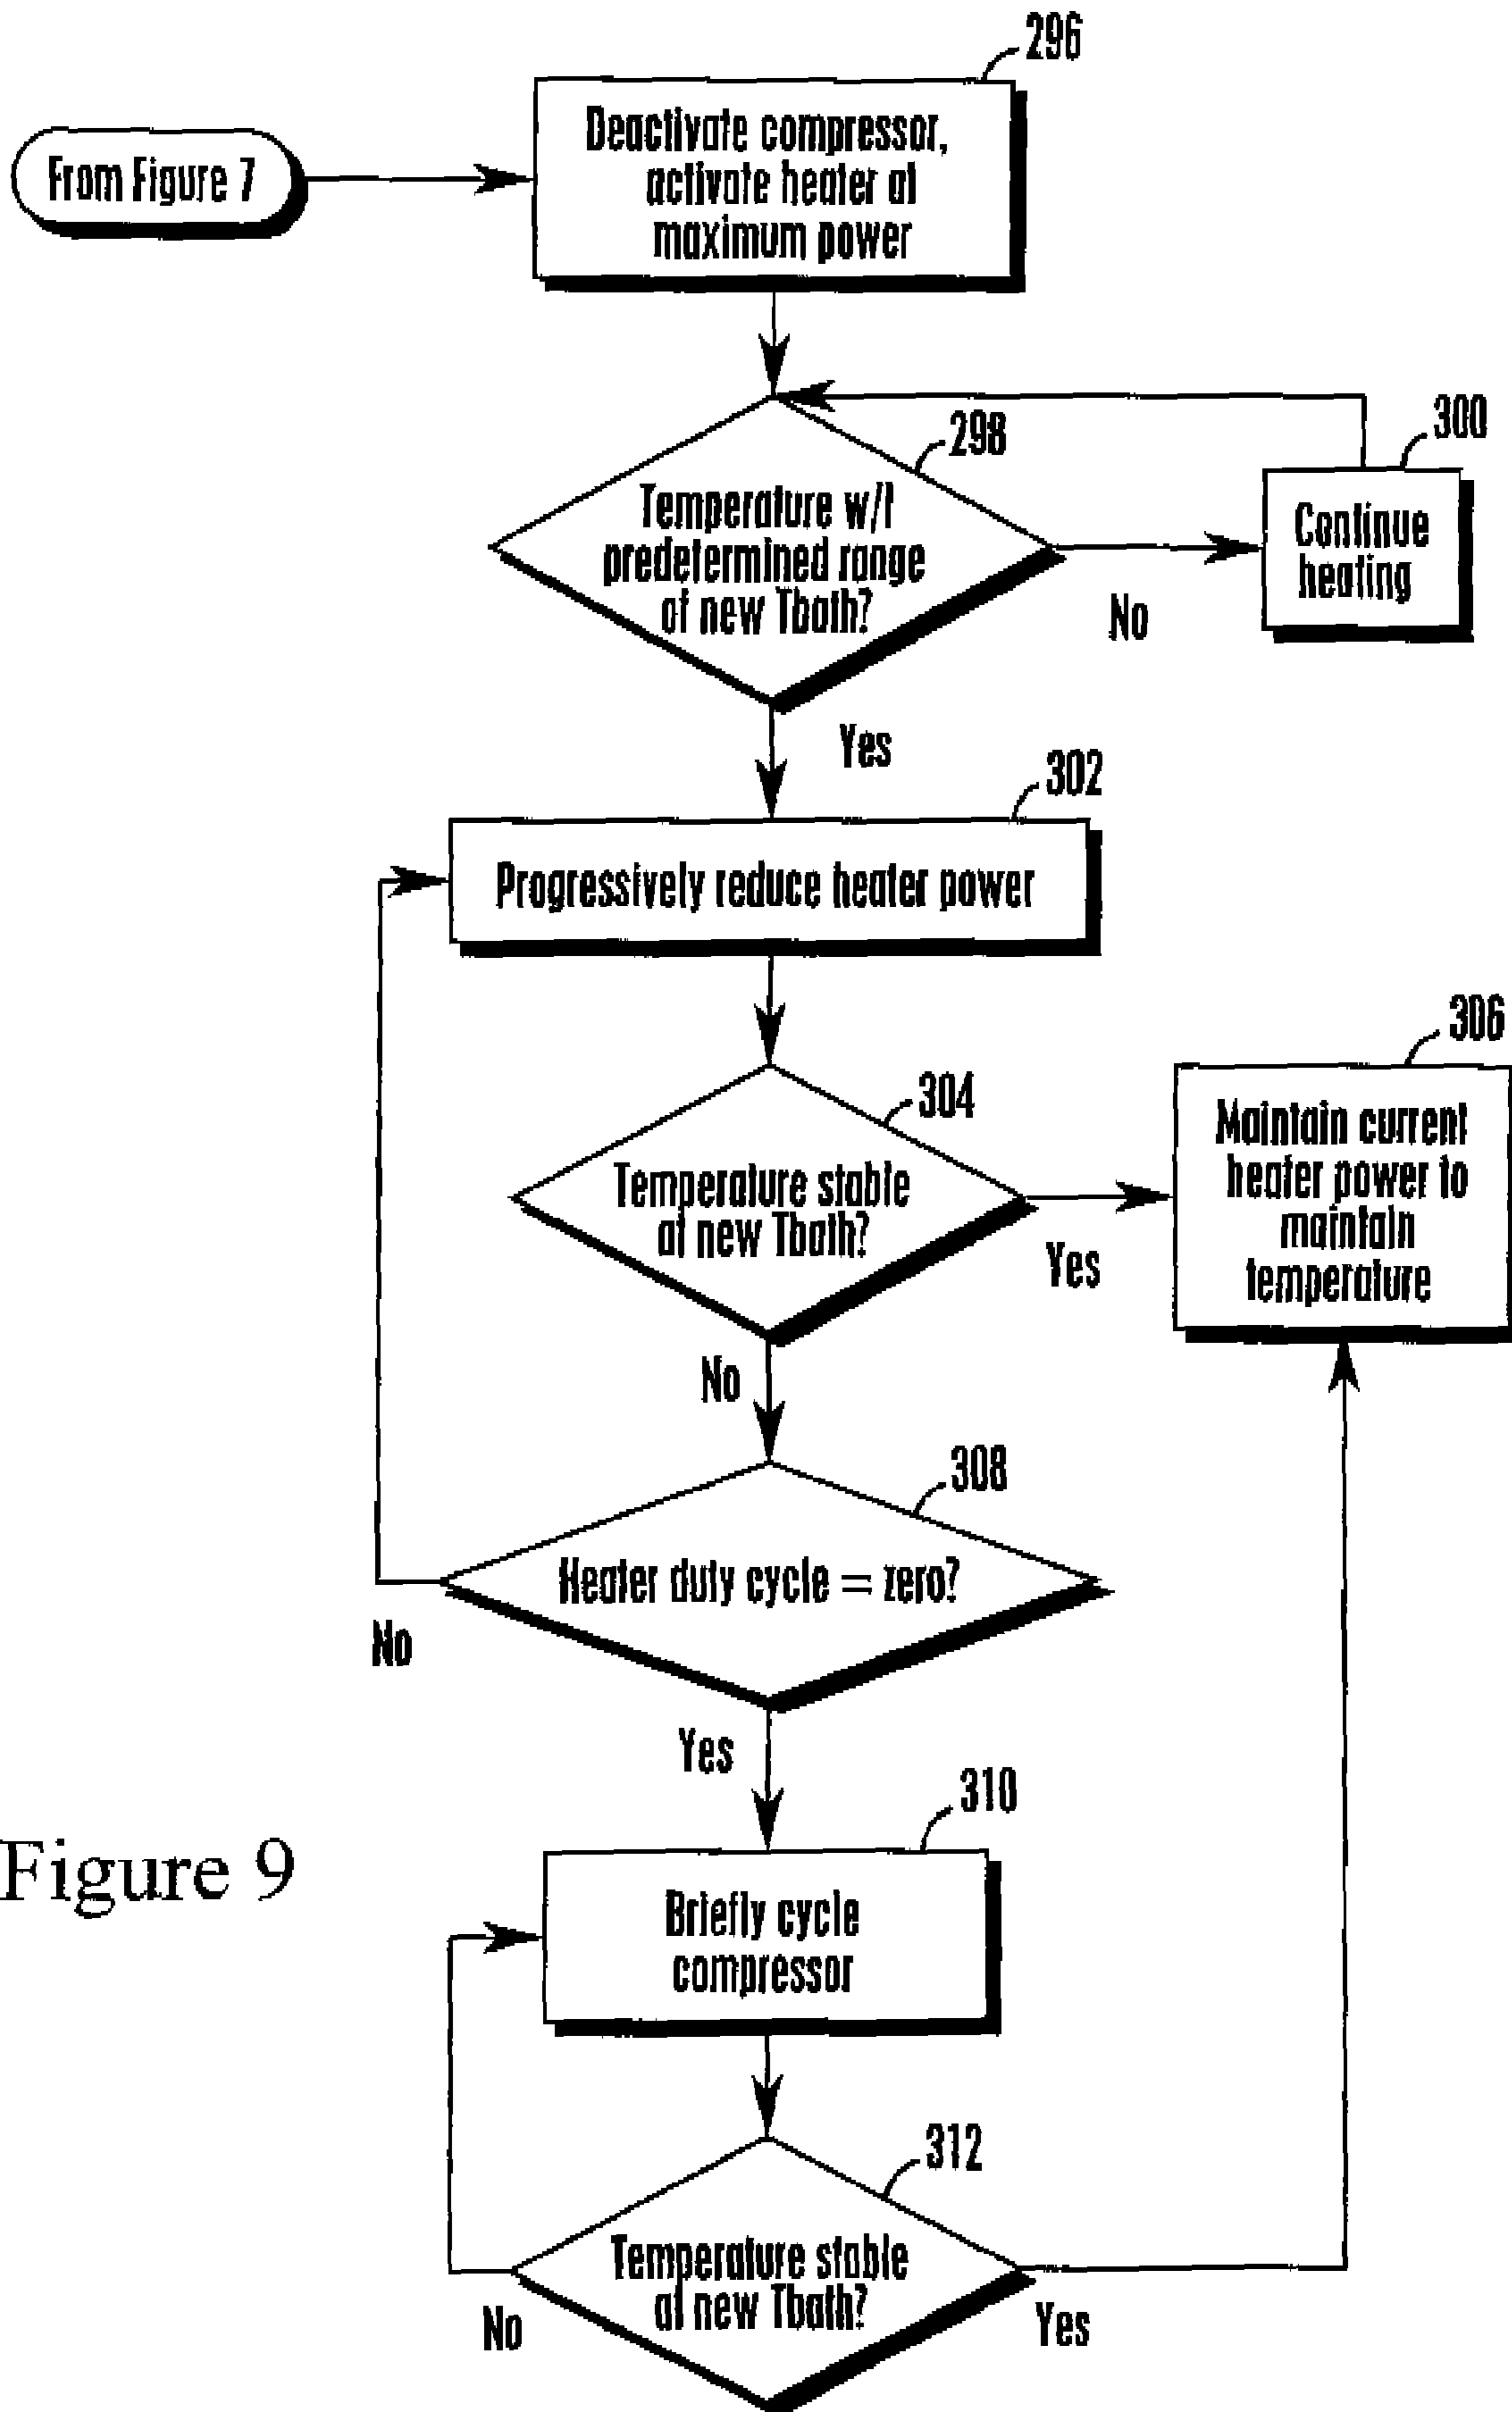 296
From Figure 7
Deactivate compressor,
activate heater at
maximum power
298
300
Temperature w/I
predetermined range
of new Tbath?
Continue
heating
No
Yes
302
Progressively reduce heater power
304
306
Temperature stable
at new Tbath?
Maintain current
heater power to
maintain
temperature
Yes
No
308
Heater duty cycle = zero?
No
Yes
310
Figure 9
Briefly cycle
compressor
312
Temperature stable
at new Tbath?
No
Yes